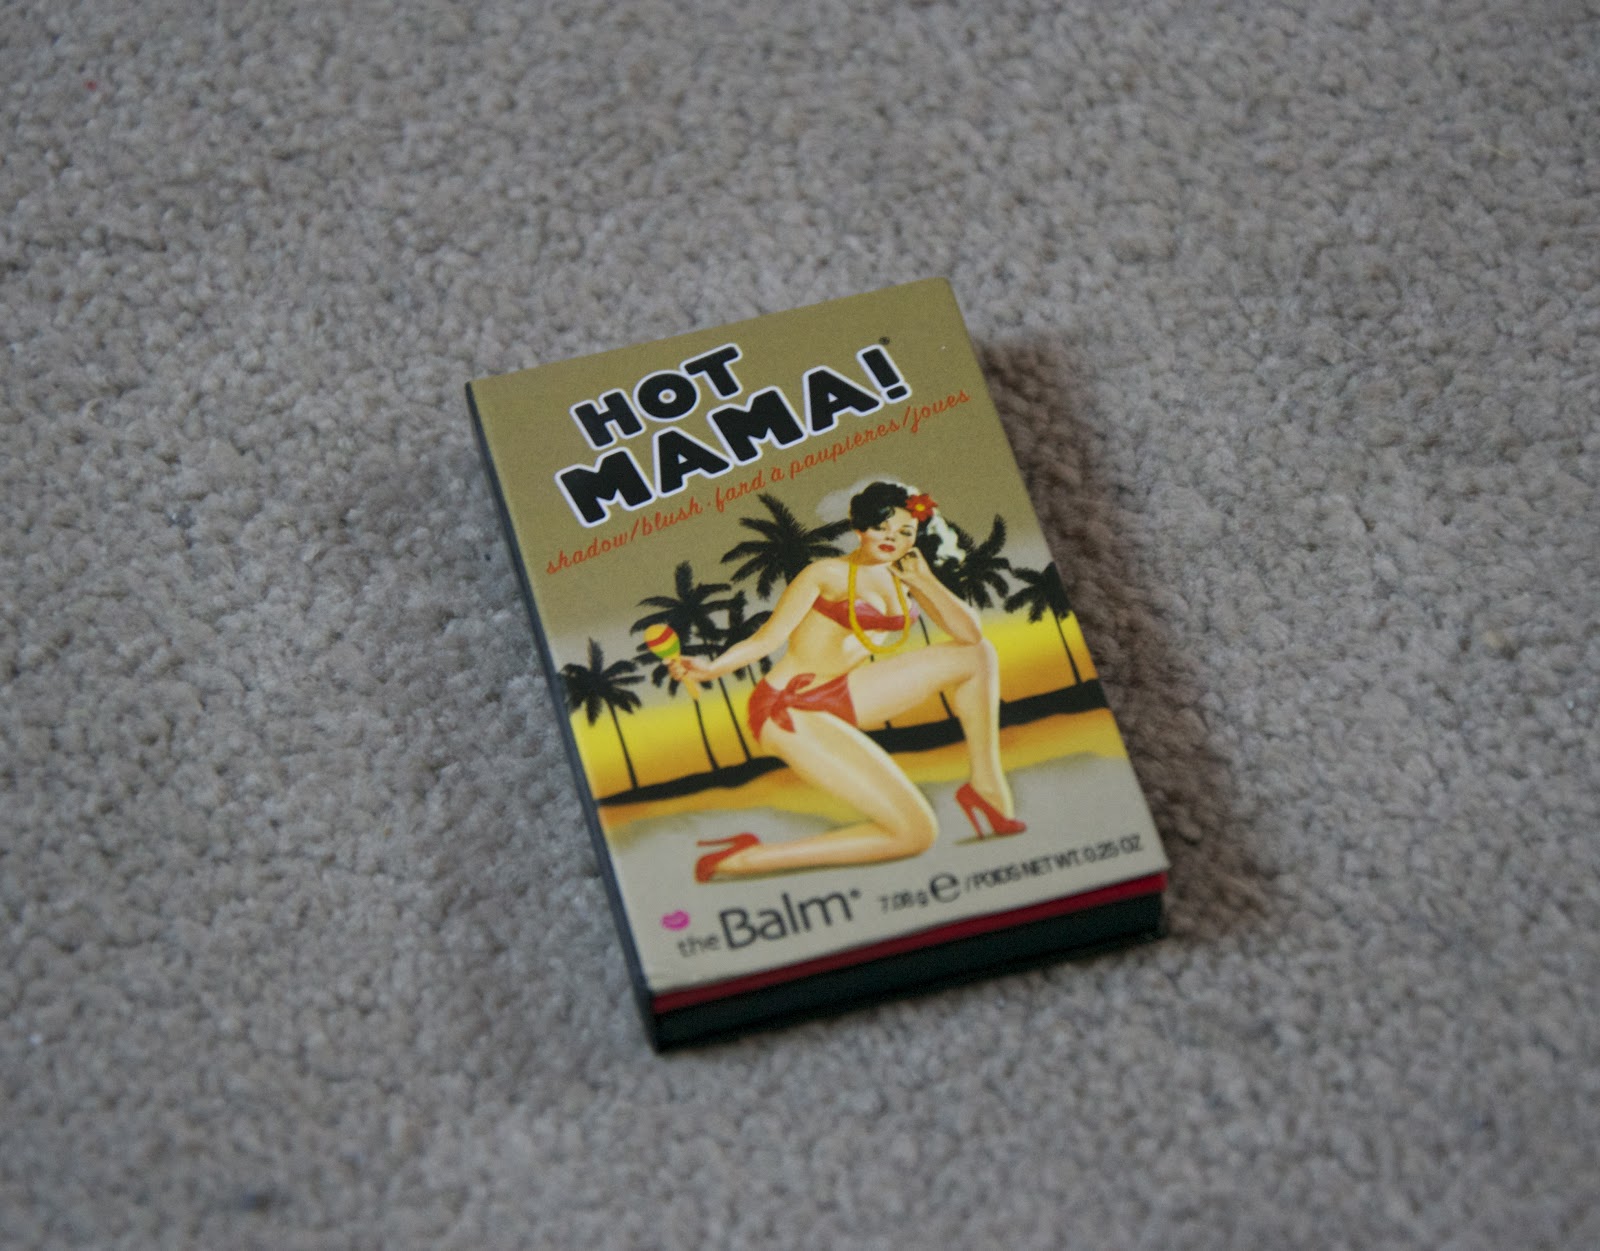 HOT
MAMA!®
shadow/blush · fard à paupières/joues
theBalm® 7.08 g ℮ / POIDS NET WT. 0.25 OZ